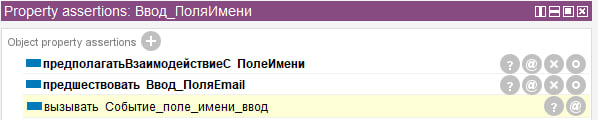 Property assertions: Ввод_ПоляИмени
Object property assertions
предполагатьВзаимодействиеС ПолеИмени
предшествовать Ввод_ПоляEmail
вызывать Событие_поле_имени_ввод